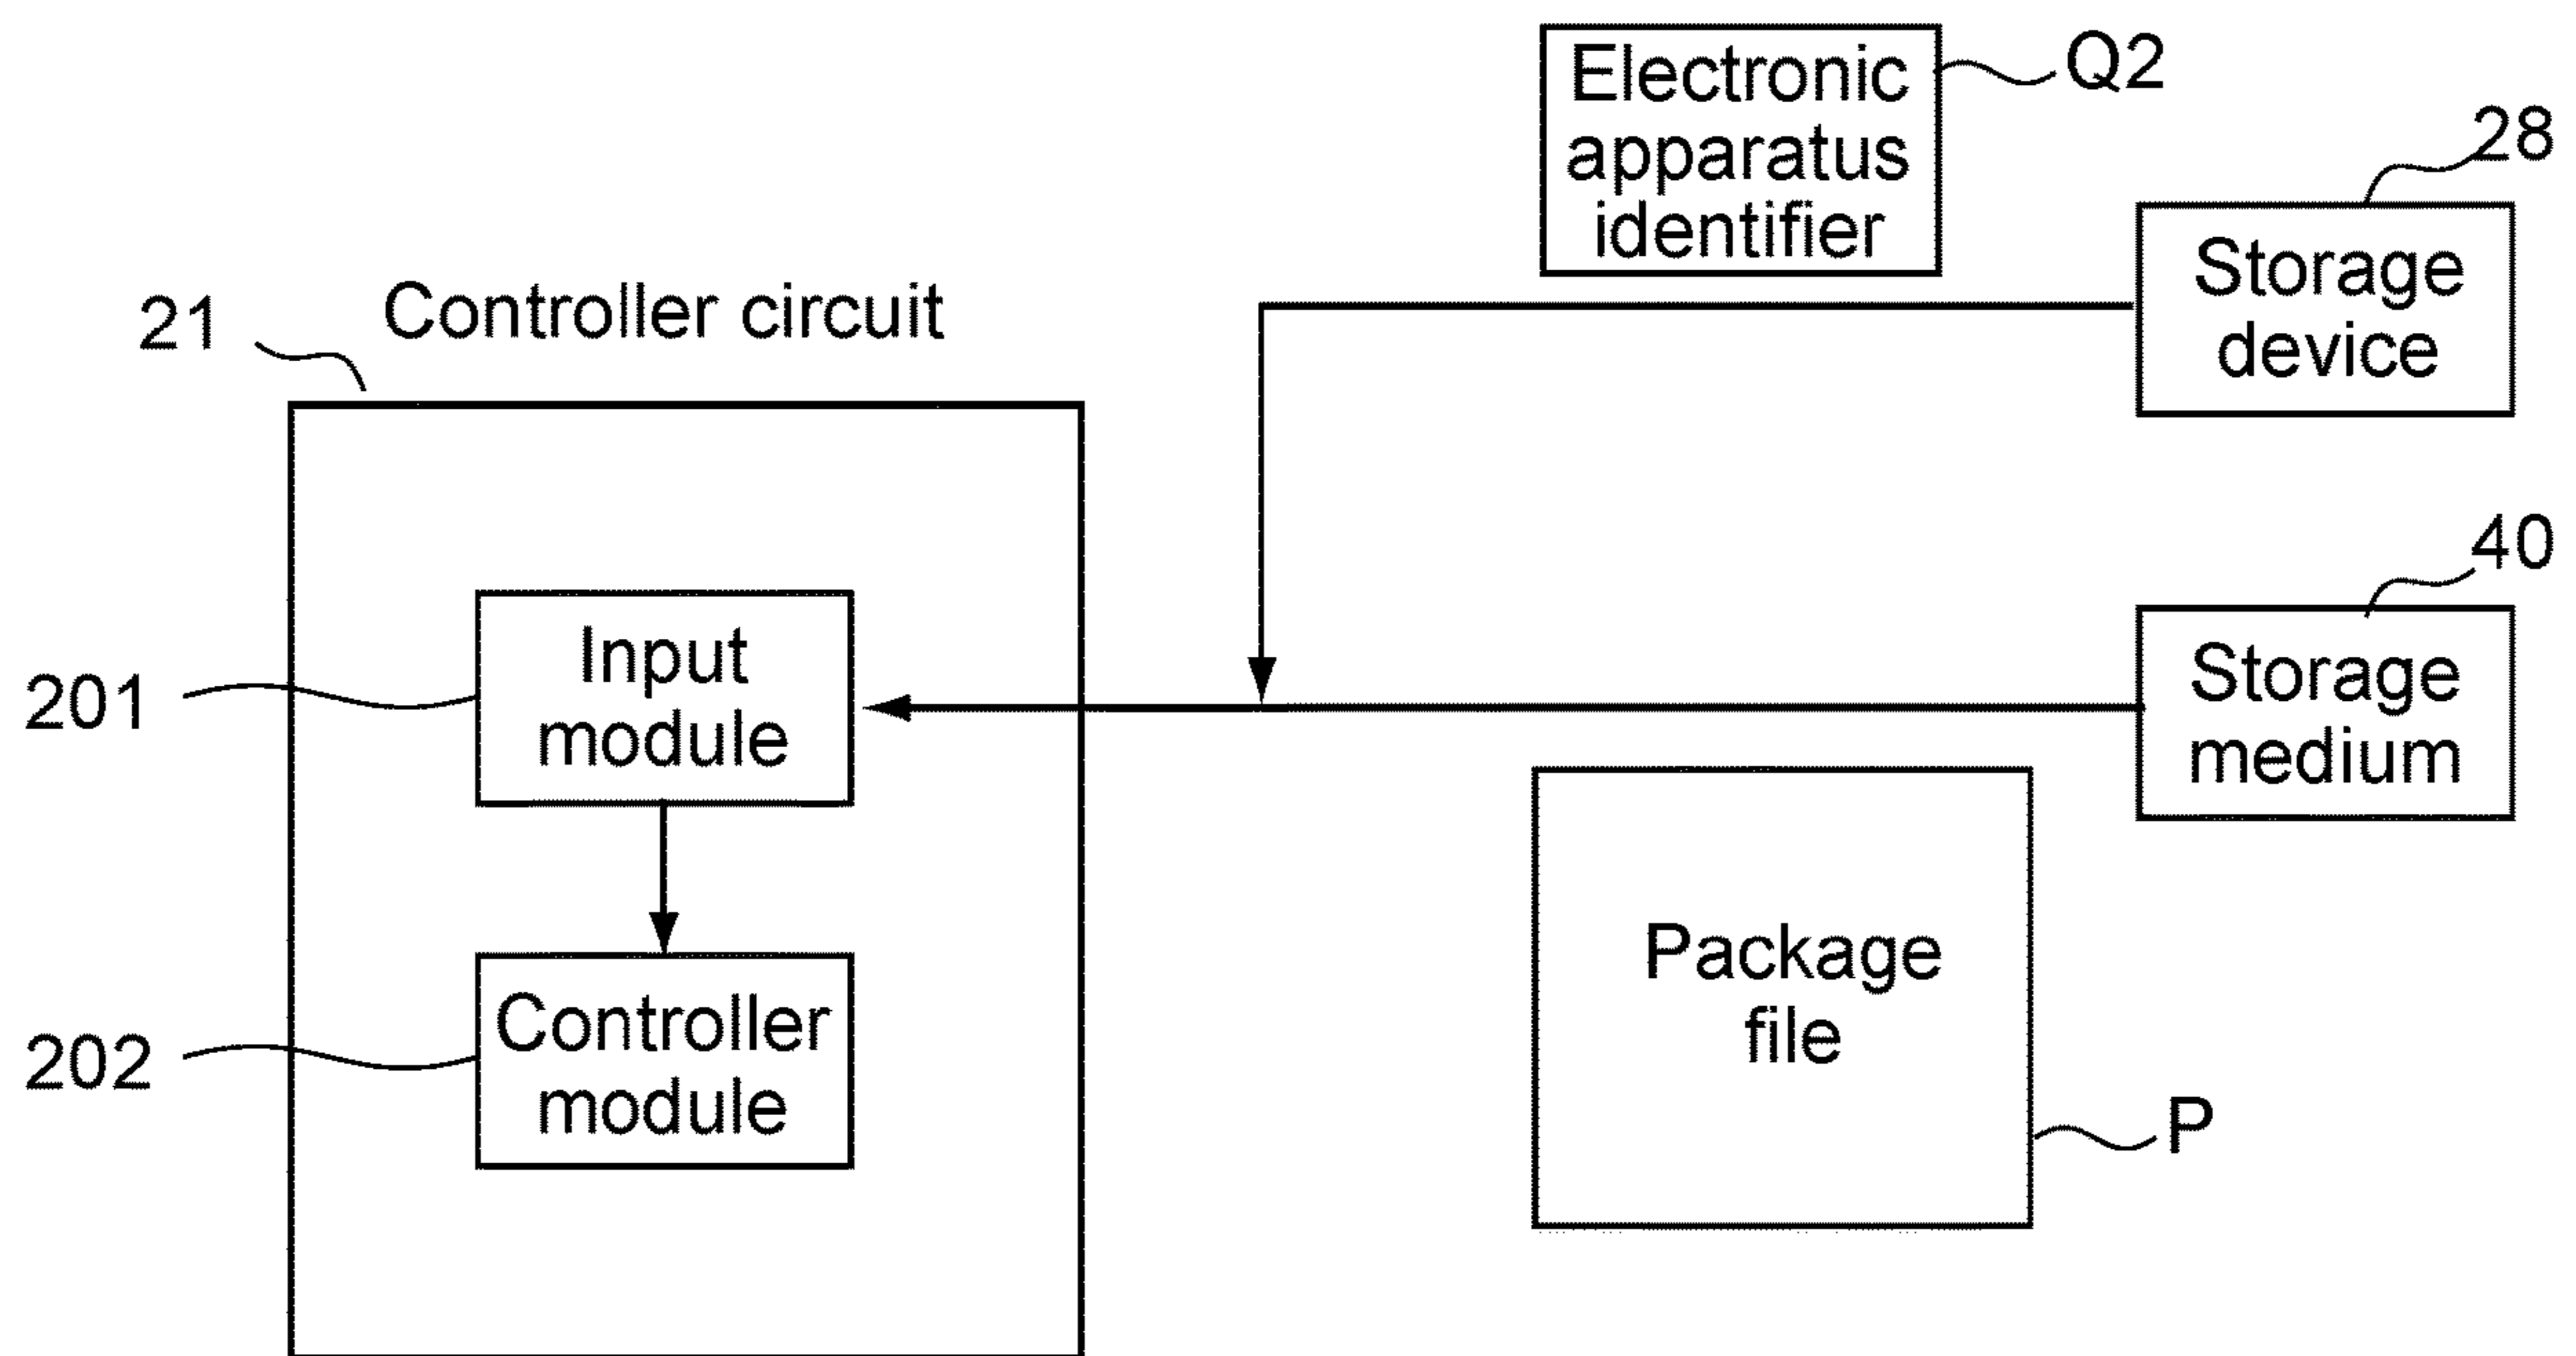 Electronic
apparatus
identifier
Q2
28
Storage
device
21
Controller circuit
40
Storage
medium
201
Input
module
Package
file
202
Controller
module
P